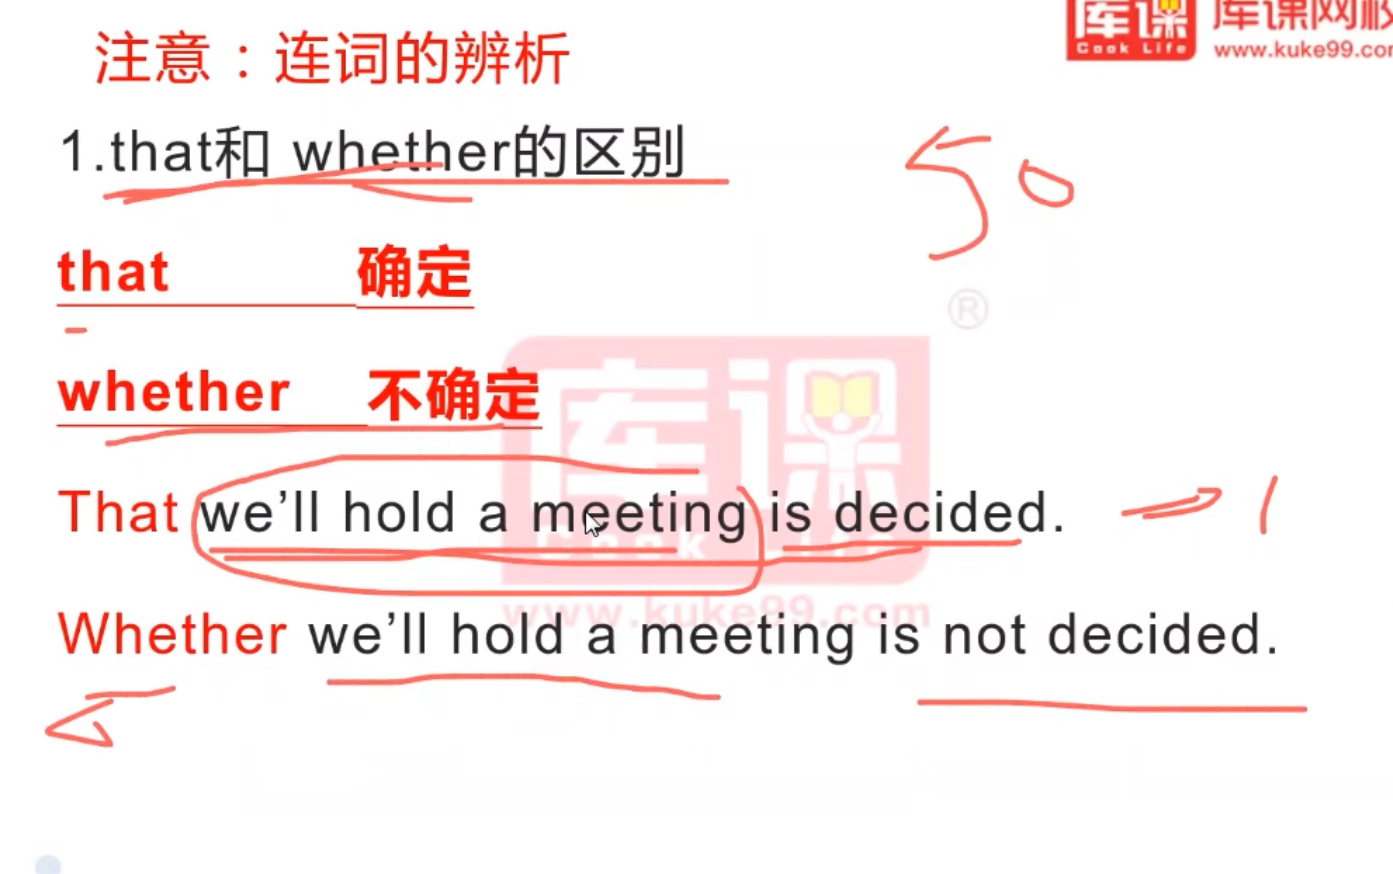 库课网校
Cook Life
www.kuke99.com
注意：连词的辨析
1.that和 whether的区别
50
that 确定
®
whether 不确定
库课
That we’ll hold a meeting is decided.
1
Cook Life
www.kuke99.com
Whether we’ll hold a meeting is not decided.